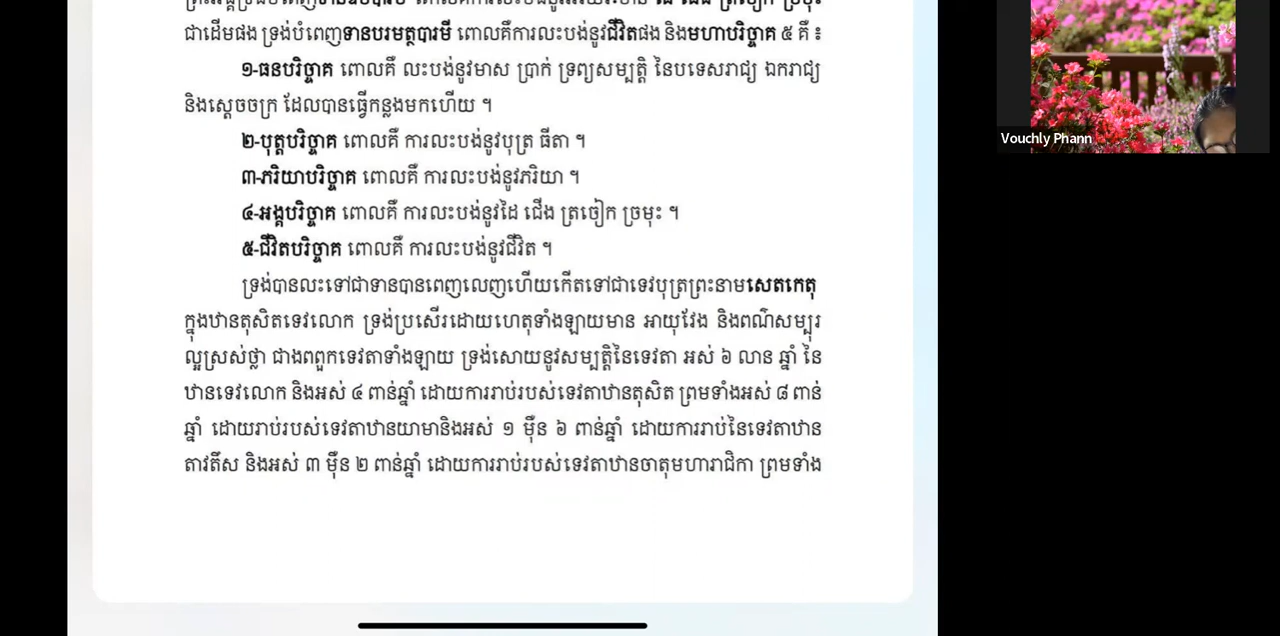 ជាដើមផង ទ្រង់បំពេញទានបរមត្ថបារមី ពោលគឺការលះបង់នូវជីវិតផង និងមហាបរិច្ចាគ ៥ គឺ ៖
១-ធនបរិច្ចាគ ពោលគឺ លះបង់នូវមាស ប្រាក់ ទ្រព្យសម្បត្តិ នៃបទេសរាជ្យ ឯករាជ្យ
និងស្តេចចក្រ ដែលបានធ្វើកន្លងមកហើយ ។
២-បុត្តបរិច្ចាគ ពោលគឺ ការលះបង់នូវបុត្រ ធីតា ។
៣-ភរិយាបរិច្ចាគ ពោលគឺ ការលះបង់នូវភរិយា ។
៤-អង្គបរិច្ចាគ ពោលគឺ ការលះបង់នូវដៃ ជើង ត្រចៀក ច្រមុះ ។
៥-ជីវិតបរិច្ចាគ ពោលគឺ ការលះបង់នូវជីវិត ។
ទ្រង់បានលះទៅជាទានបានពេញលេញហើយកើតទៅជាទេវបុត្រព្រះនាមសេតកេតុ
ក្នុងឋានតុសិតទេវលោក ទ្រង់ប្រសើរដោយហេតុទាំងឡាយមាន អាយុវែង និងពណ៌សម្បុរ
ល្អស្រស់ថ្លា ជាងពពួកទេវតាទាំងឡាយ ទ្រង់សោយនូវសម្បត្តិនៃទេវតា អស់ ៦ លាន ឆ្នាំ នៃ
ឋានទេវលោក និងអស់ ៤ ពាន់ឆ្នាំ ដោយការរាប់របស់ទេវតាឋានតុសិត ព្រមទាំងអស់ ៨ ពាន់
ឆ្នាំ ដោយរាប់របស់ទេវតាឋានយាមានិងអស់ ១ ម៉ឺន ៦ ពាន់ឆ្នាំ ដោយការរាប់នៃទេវតាឋាន
តាវតឹស និងអស់ ៣ ម៉ឺន ២ ពាន់ឆ្នាំ ដោយការរាប់របស់ទេវតាឋានចាតុមហារាជិកា ព្រមទាំង
Vouchly Phann